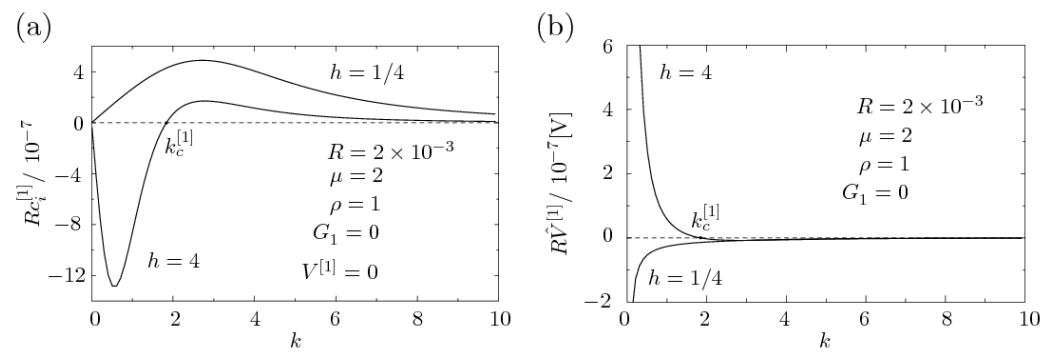 (a)
4
0
−4
−8
−12
Rc_i^{[1]} / 10^{-7}
h = 1/4
k_c^{[1]}
R = 2 × 10^{-3}
μ = 2
ρ = 1
G_1 = 0
h = 4
V^{[1]} = 0
0 2 4 6 8 10
k
(b)
6
4
2
0
−2
RV̂^{[1]} / 10^{-7} [V]
h = 4
R = 2 × 10^{-3}
μ = 2
ρ = 1
G_1 = 0
k_c^{[1]}
h = 1/4
0 2 4 6 8 10
k